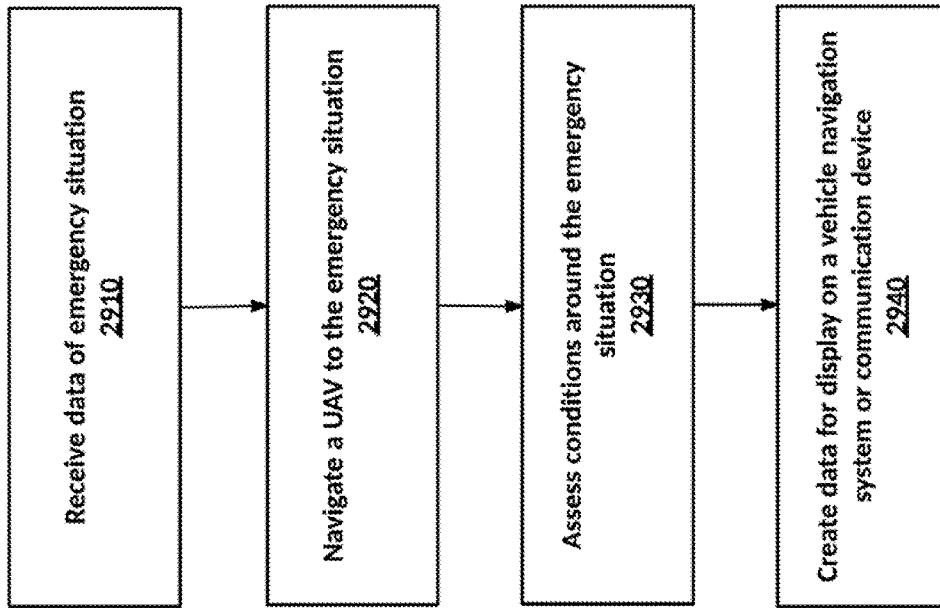 Receive data of emergency situation
2910
Navigate a UAV to the emergency situation
2920
Assess conditions around the emergency
situation
2930
Create data for display on a vehicle navigation
system or communication device
2940